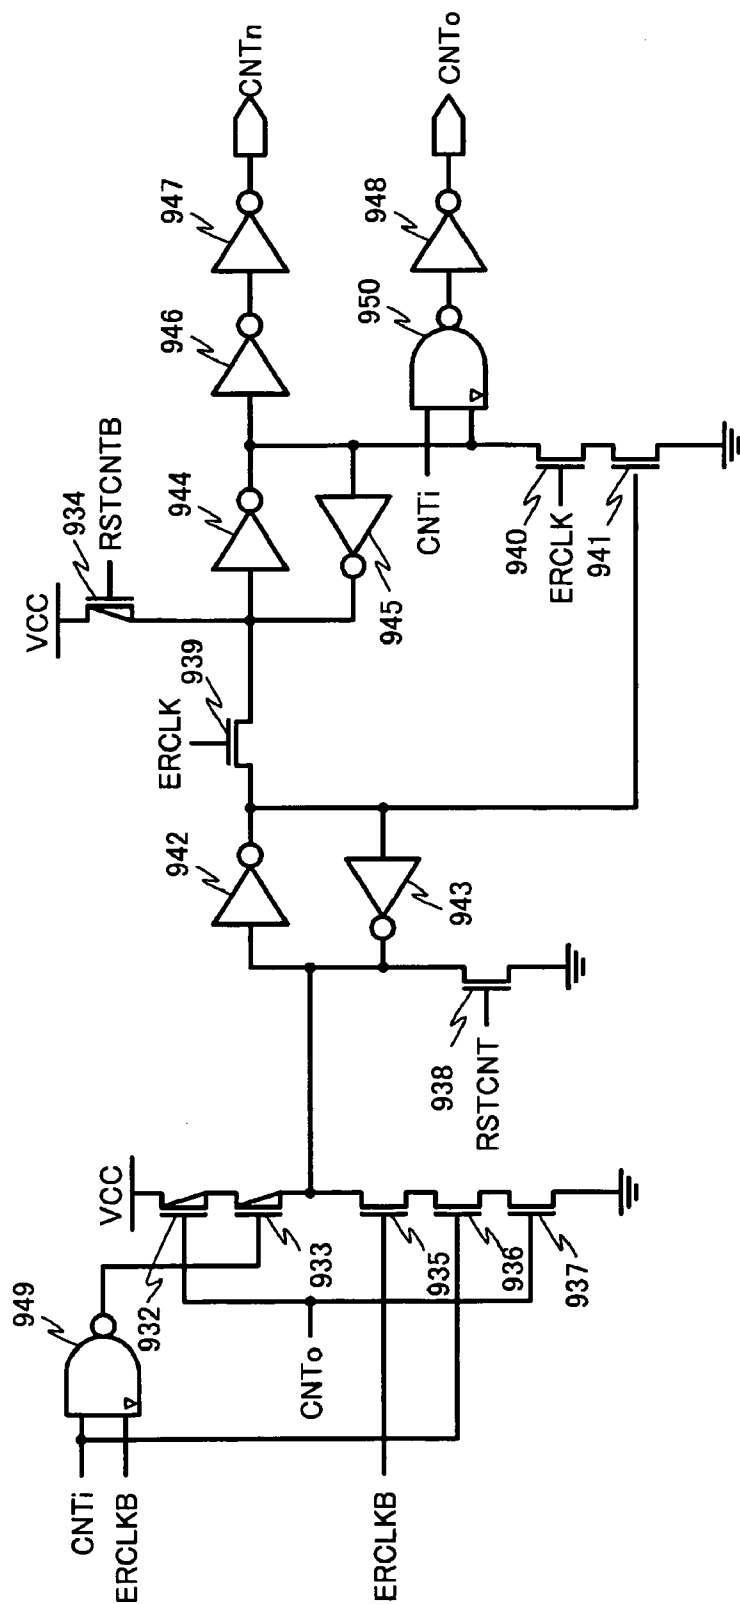 CNTi
ERCLKB
949
VCC
932
933
CNTo
ERCLKB
935
936
937
942
943
938
RSTCNT
ERCLK
939
VCC
934
RSTCNTB
944
945
946
947
CNTn
CNTi
950
948
CNTo
940
ERCLK
941